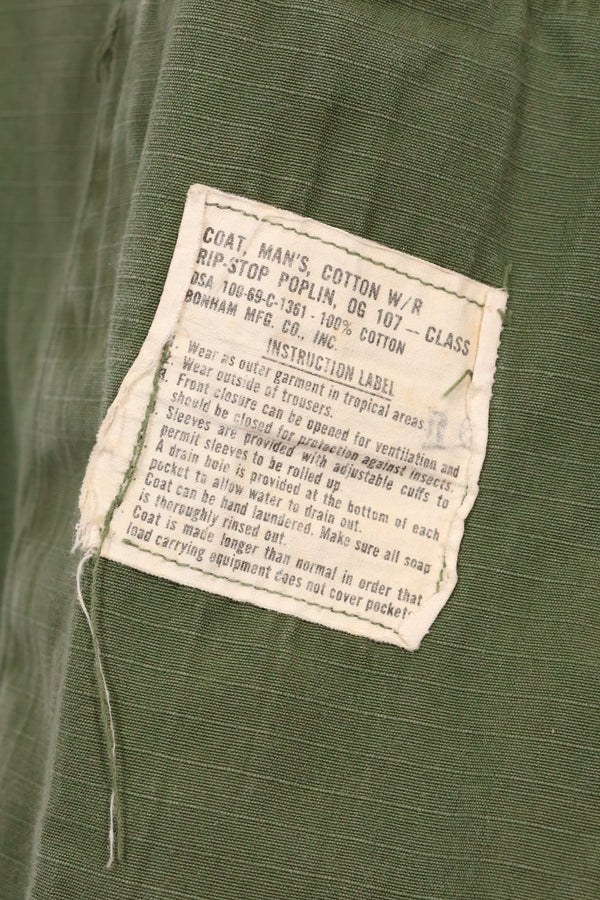 COAT, MAN'S, COTTON W/R
RIP-STOP POPLIN, OG 107 — CLASS
DSA 100-69-C-1361 - 100% COTTON
BONHAM MFG. CO., INC.
INSTRUCTION LABEL
Wear as outer garment in tropical areas.
Wear outside of trousers.
Front closure can be opened for ventilation and
should be closed for protection against insects.
Sleeves are provided with adjustable cuffs to
permit sleeves to be rolled up
A drain hole is provided at the bottom of each
pocket to allow water to drain out.
Coat can be hand laundered. Make sure all soap
is thoroughly rinsed out.
Coat is made longer than normal in order that
load carrying equipment does not cover pocket